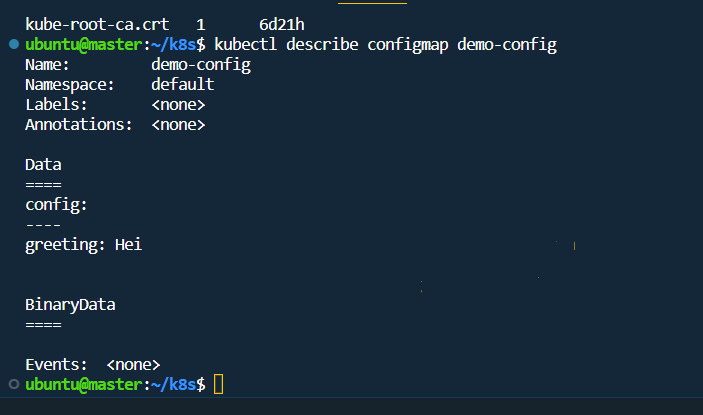 kube-root-ca.crt   1      6d21h
ubuntu@master:~/k8s$ kubectl describe configmap demo-config
Name:         demo-config
Namespace:    default
Labels:       <none>
Annotations:  <none>

Data
====
config:
----
greeting: Hei


BinaryData
====

Events:  <none>
ubuntu@master:~/k8s$